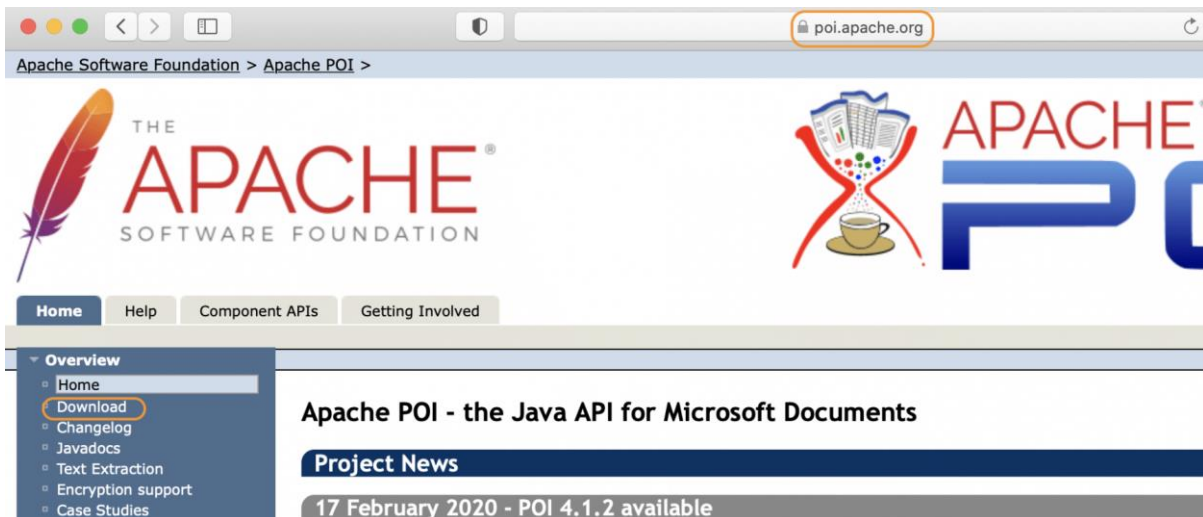 poi.apache.org
Apache Software Foundation > Apache POI >
THE
APACHE®
SOFTWARE FOUNDATION
APACHE
Home Help Component APIs Getting Involved
Overview
Home
Download
Changelog
Javadocs
Text Extraction
Encryption support
Case Studies
Apache POI - the Java API for Microsoft Documents
Project News
17 February 2020 - POI 4.1.2 available